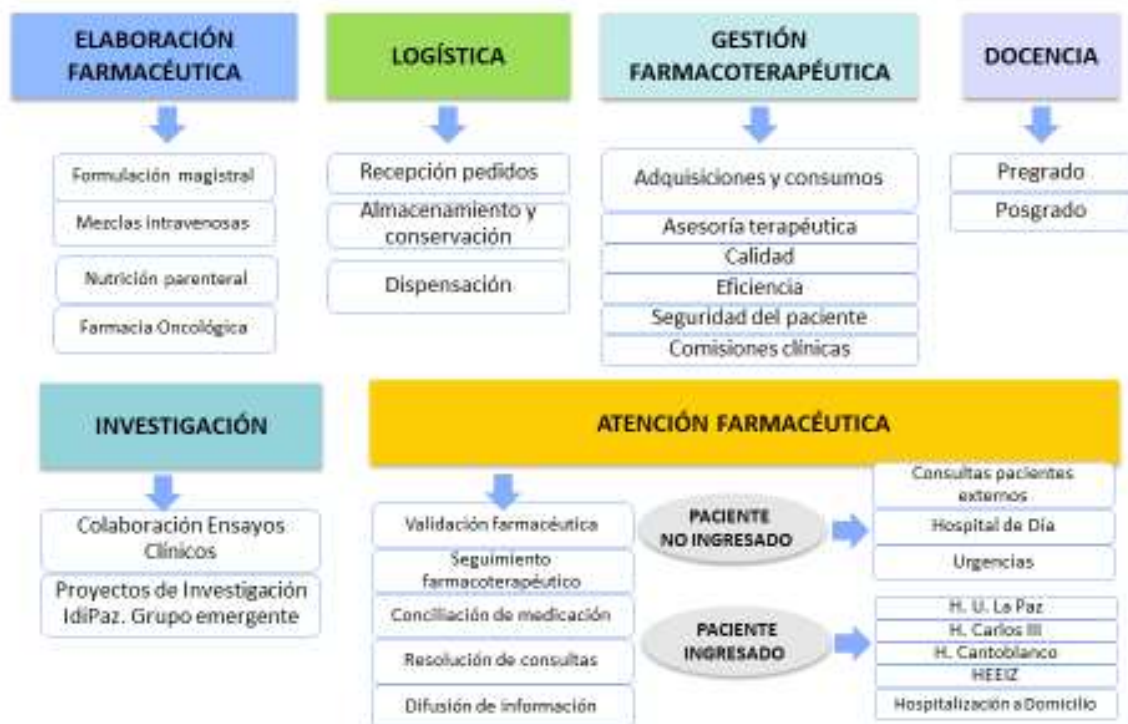 ELABORACIÓN
FARMACÉUTICA
Formulación magistral
Mezclas intravenosas
Nutrición parenteral
Farmacia Oncológica
LOGÍSTICA
Recepción pedidos
Almacenamiento y
conservación
Dispensación
GESTIÓN
FARMACOTERAPÉUTICA
Adquisiciones y consumos
Asesoría terapéutica
Calidad
Eficiencia
Seguridad del paciente
Comisiones clínicas
DOCENCIA
Pregrado
Posgrado
INVESTIGACIÓN
Colaboración Ensayos
Clínicos
Proyectos de Investigación
IdiPaz. Grupo emergente
ATENCIÓN FARMACÉUTICA
Validación farmacéutica
Seguimiento
farmacoterapéutico
Conciliación de medicación
Resolución de consultas
Difusión de información
PACIENTE
NO INGRESADO
Consultas pacientes
externos
Hospital de Día
Urgencias
PACIENTE
INGRESADO
H. U. La Paz
H. Carlos III
H. Cantoblanco
HEEIZ
Hospitalización a Domicilio